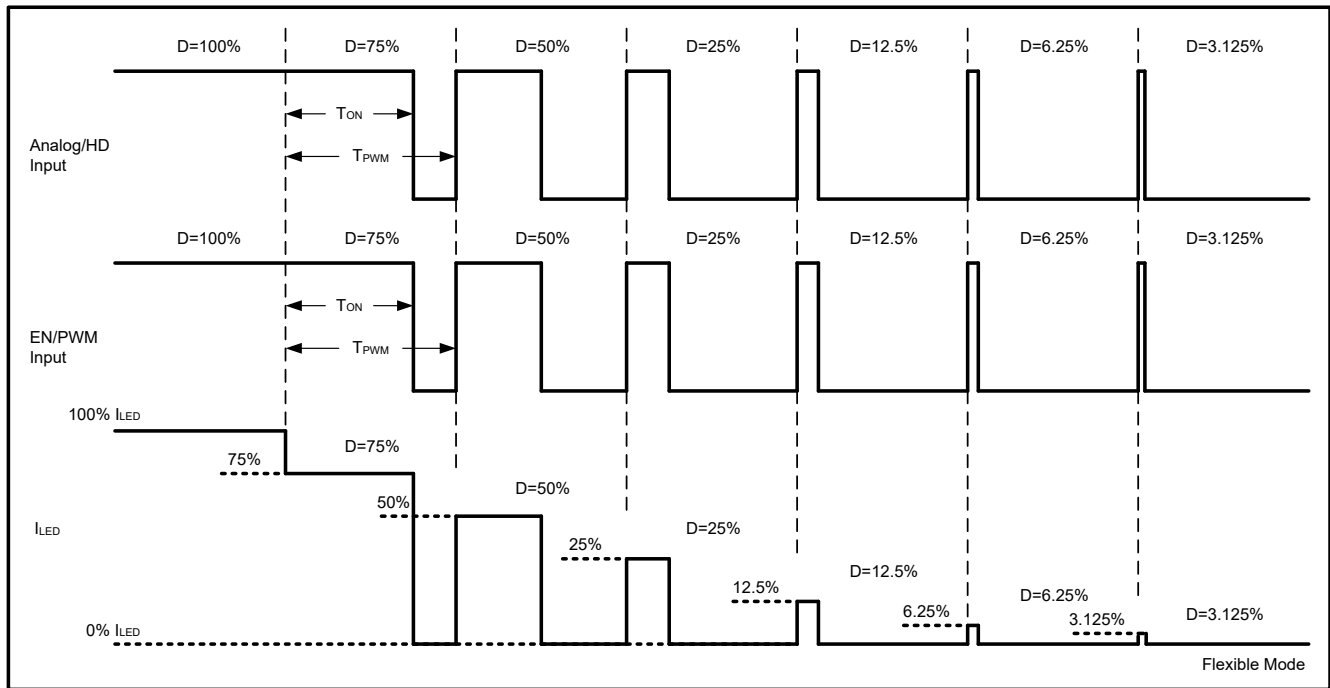 D=100% D=75% D=50% D=25% D=12.5% D=6.25% D=3.125%
TON
Analog/HD
Input
TPWM
D=100% D=75% D=50% D=25% D=12.5% D=6.25% D=3.125%
TON
EN/PWM
Input
TPWM
100% ILED
75% D=75%
50% D=50%
ILED
25% D=25%
12.5% D=12.5%
6.25% D=6.25%
0% ILED
3.125% D=3.125%
Flexible Mode